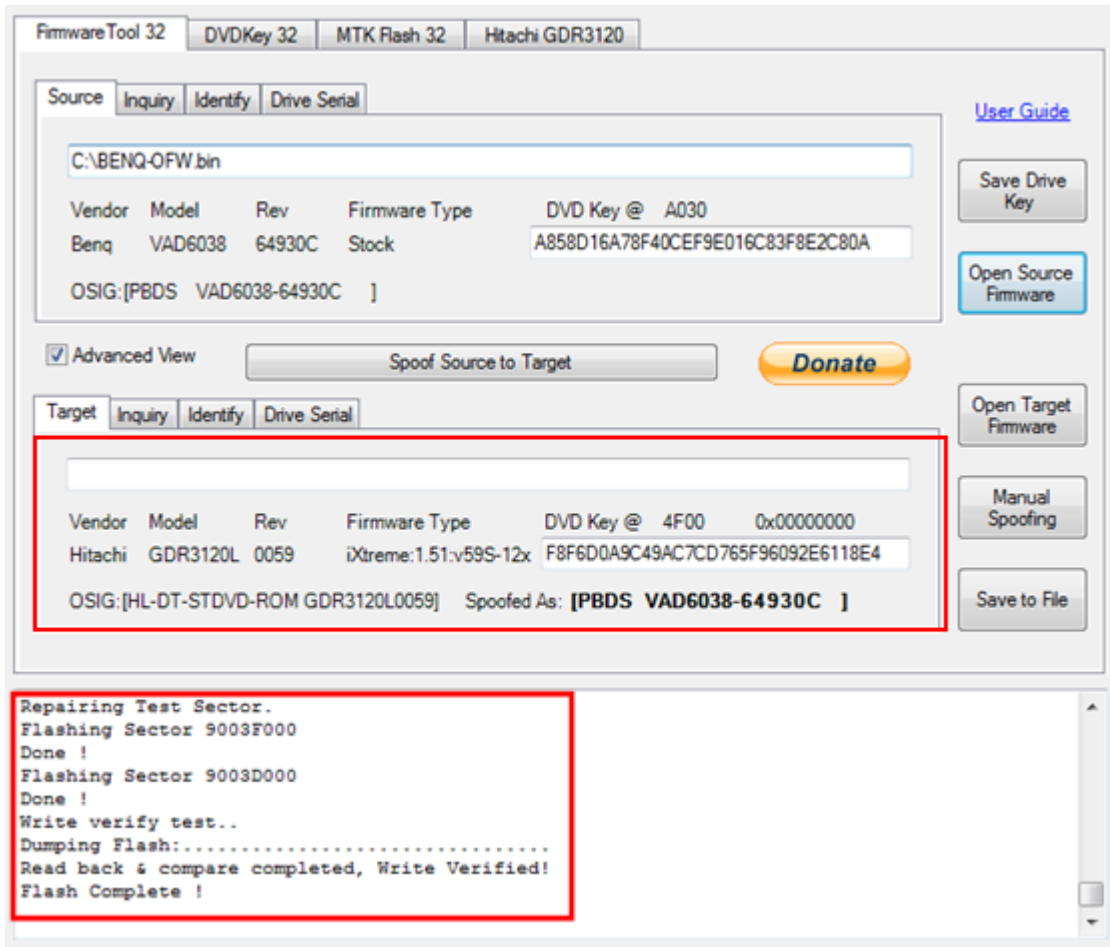 FirmwareTool 32 DVDKey 32 MTK Flash 32 Hitachi GDR3120
Source Inquiry Identify Drive Serial
User Guide
C:\BENQ-OFW.bin
Save Drive Key
Vendor Model Rev Firmware Type DVD Key @ A030
Benq VAD6038 64930C Stock A858D16A78F40CEF9E016C83F8E2C80A
Open Source Firmware
OSIG:[PBDS VAD6038-64930C ]
Advanced View Spoof Source to Target Donate
Target Inquiry Identify Drive Serial
Open Target Firmware
Manual Spoofing
Vendor Model Rev Firmware Type DVD Key @ 4F00 0x00000000
Hitachi GDR3120L 0059 iXtreme:1.51:v59S-12x F8F6D0A9C49AC7CD765F96092E6118E4
OSIG:[HL-DT-STDVD-ROM GDR3120L0059] Spoofed As: [PBDS VAD6038-64930C ]
Save to File
Repairing Test Sector.
Flashing Sector 9003F000
Done !
Flashing Sector 9003D000
Done !
Write verify test..
Dumping Flash:................................
Read back & compare completed, Write Verified!
Flash Complete !